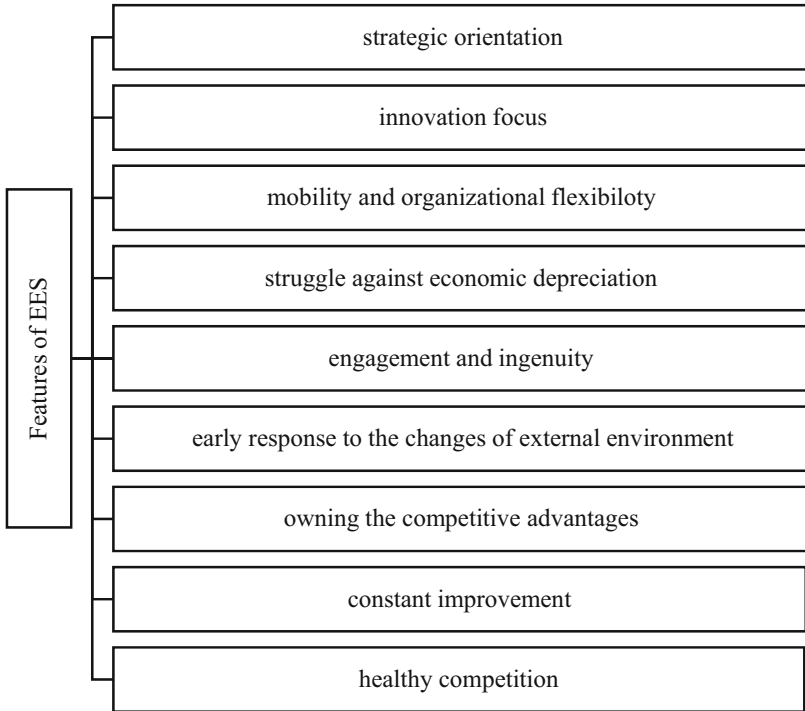 Features of EES
strategic orientation
innovation focus
mobility and organizational flexibiloty
struggle against economic depreciation
engagement and ingenuity
early response to the changes of external environment
owning the competitive advantages
constant improvement
healthy competition